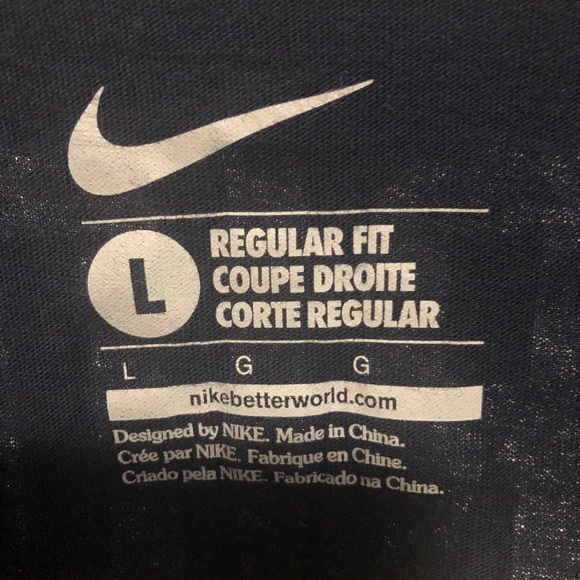 L
REGULAR FIT
COUPE DROITE
CORTE REGULAR
L G G
nikebetterworld.com
Designed by NIKE. Made in China.
Crée par NIKE. Fabrique en Chine.
Criado pela NIKE. Fabricado na China.